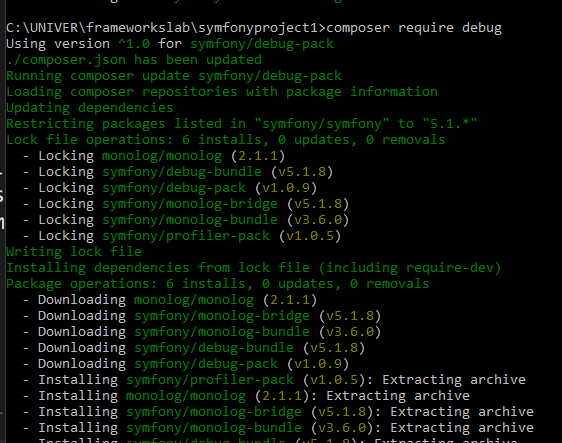 C:\UNIVER\frameworkslab\symfonyproject1>composer require debug
Using version ^1.0 for symfony/debug-pack
./composer.json has been updated
Running composer update symfony/debug-pack
Loading composer repositories with package information
Updating dependencies
Restricting packages listed in "symfony/symfony" to "5.1.*"
Lock file operations: 6 installs, 0 updates, 0 removals
  - Locking monolog/monolog (2.1.1)
  - Locking symfony/debug-bundle (v5.1.8)
  - Locking symfony/debug-pack (v1.0.9)
  - Locking symfony/monolog-bridge (v5.1.8)
  - Locking symfony/monolog-bundle (v3.6.0)
  - Locking symfony/profiler-pack (v1.0.5)
Writing lock file
Installing dependencies from lock file (including require-dev)
Package operations: 6 installs, 0 updates, 0 removals
  - Downloading monolog/monolog (2.1.1)
  - Downloading symfony/monolog-bridge (v5.1.8)
  - Downloading symfony/monolog-bundle (v3.6.0)
  - Downloading symfony/debug-bundle (v5.1.8)
  - Downloading symfony/debug-pack (v1.0.9)
  - Installing symfony/profiler-pack (v1.0.5): Extracting archive
  - Installing monolog/monolog (2.1.1): Extracting archive
  - Installing symfony/monolog-bridge (v5.1.8): Extracting archive
  - Installing symfony/monolog-bundle (v3.6.0): Extracting archive
  - Installing symfony/debug-bundle (v5.1.8): Extracting archive